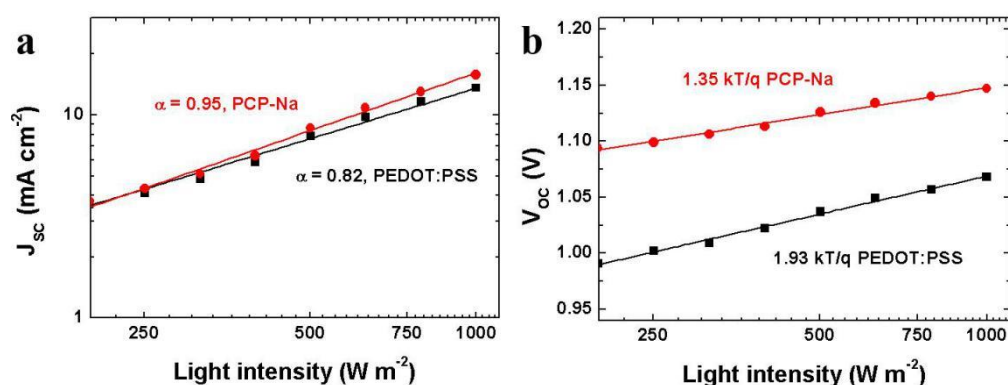 a
J_SC (mA cm^-2)
10
1
α = 0.95, PCP-Na
α = 0.82, PEDOT:PSS
250
500
750
1000
Light intensity (W m^-2)
b
V_OC (V)
1.20
1.15
1.10
1.05
1.00
0.95
1.35 kT/q PCP-Na
1.93 kT/q PEDOT:PSS
250
500
750
1000
Light intensity (W m^-2)